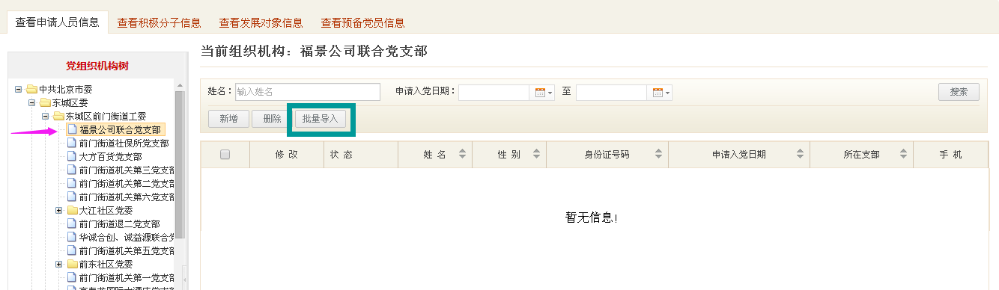 查看申请人员信息 查看积极分子信息 查看发展对象信息 查看预备党员信息
党组织机构树
中共北京市委
东城区委
东城区前门街道工委
福景公司联合党支部
前门街道社保所党支部
大方百货党支部
前门街道机关第三党支部
前门街道机关第二党支部
前门街道机关第六党支部
大江社区党委
前门街道退二党支部
华诚合创、诚益源联合党
前门街道机关第五党支部
前东社区党委
前门街道机关第一党支部
当前组织机构：福景公司联合党支部
姓名： 输入姓名 申请入党日期： 至 搜索
新增 删除 批量导入
修 改 状 态 姓 名 性 别 身份证号码 申请入党日期 所在支部 手 机
暂无信息!